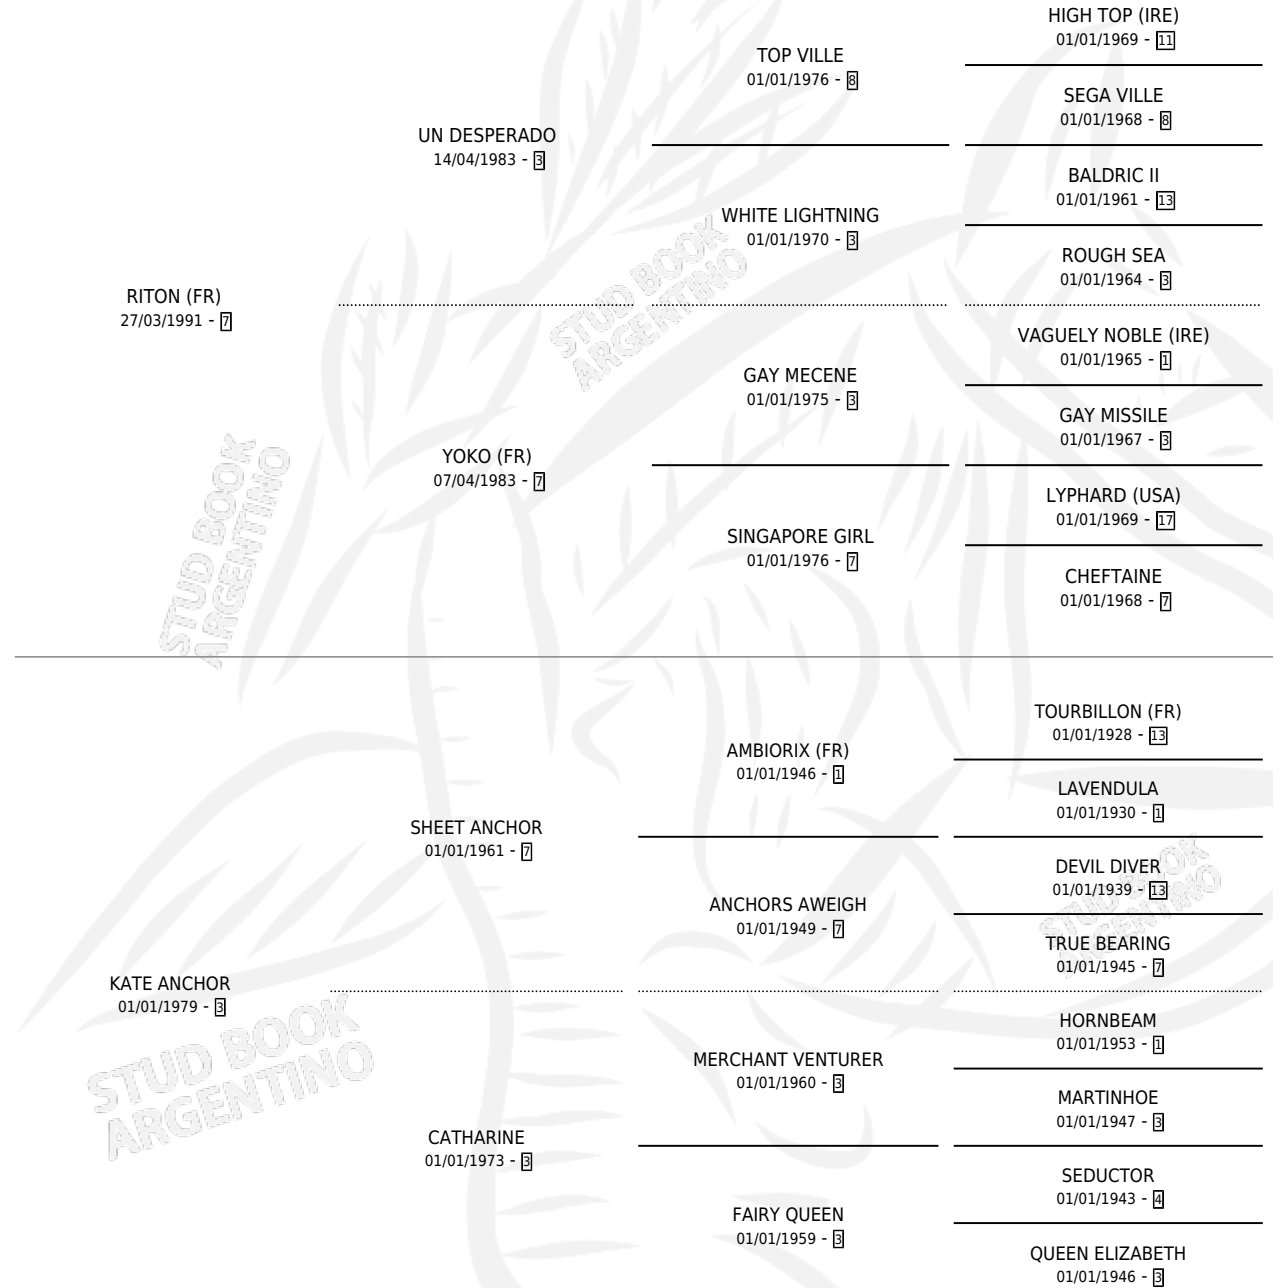 HIGH TOP (IRE)
01/01/1969 - 11
TOP VILLE
01/01/1976 - 8
SEGA VILLE
01/01/1968 - 8
UN DESPERADO
14/04/1983 - 3
BALDRIC II
01/01/1961 - 13
WHITE LIGHTNING
01/01/1970 - 3
ROUGH SEA
01/01/1964 - 3
RITON (FR)
27/03/1991 - 7
STUD BOOK
ARGENTINO
VAGUELY NOBLE (IRE)
01/01/1965 - 1
GAY MECENE
01/01/1975 - 3
GAY MISSILE
01/01/1967 - 3
YOKO (FR)
07/04/1983 - 7
LYPHARD (USA)
01/01/1969 - 17
SINGAPORE GIRL
01/01/1976 - 7
CHEFTAINE
01/01/1968 - 7
STUD BOOK
ARGENTINO
TOURBILLON (FR)
01/01/1928 - 13
AMBIORIX (FR)
01/01/1946 - 1
LAVENDULA
01/01/1930 - 1
SHEET ANCHOR
01/01/1961 - 7
DEVIL DIVER
01/01/1939 - 13
ANCHORS AWEIGH
01/01/1949 - 7
TRUE BEARING
01/01/1945 - 7
STUD BOOK
ARGENTINO
KATE ANCHOR
01/01/1979 - 3
HORNBEAM
01/01/1953 - 1
MERCHANT VENTURER
01/01/1960 - 3
MARTINHOE
01/01/1947 - 3
STUD BOOK
ARGENTINO
CATHARINE
01/01/1973 - 3
SEDUCTOR
01/01/1943 - 4
FAIRY QUEEN
01/01/1959 - 3
QUEEN ELIZABETH
01/01/1946 - 3